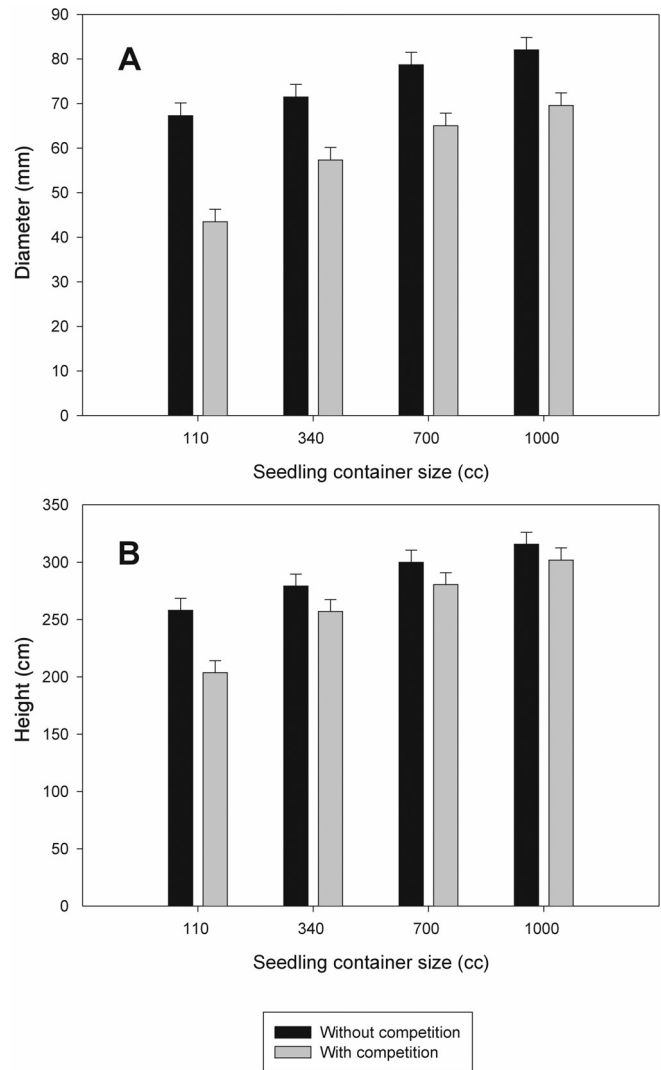 A
Diameter (mm)
90
80
70
60
50
40
30
20
10
0
110 340 700 1000
Seedling container size (cc)
B
Height (cm)
350
300
250
200
150
100
50
0
110 340 700 1000
Seedling container size (cc)
Without competition
With competition